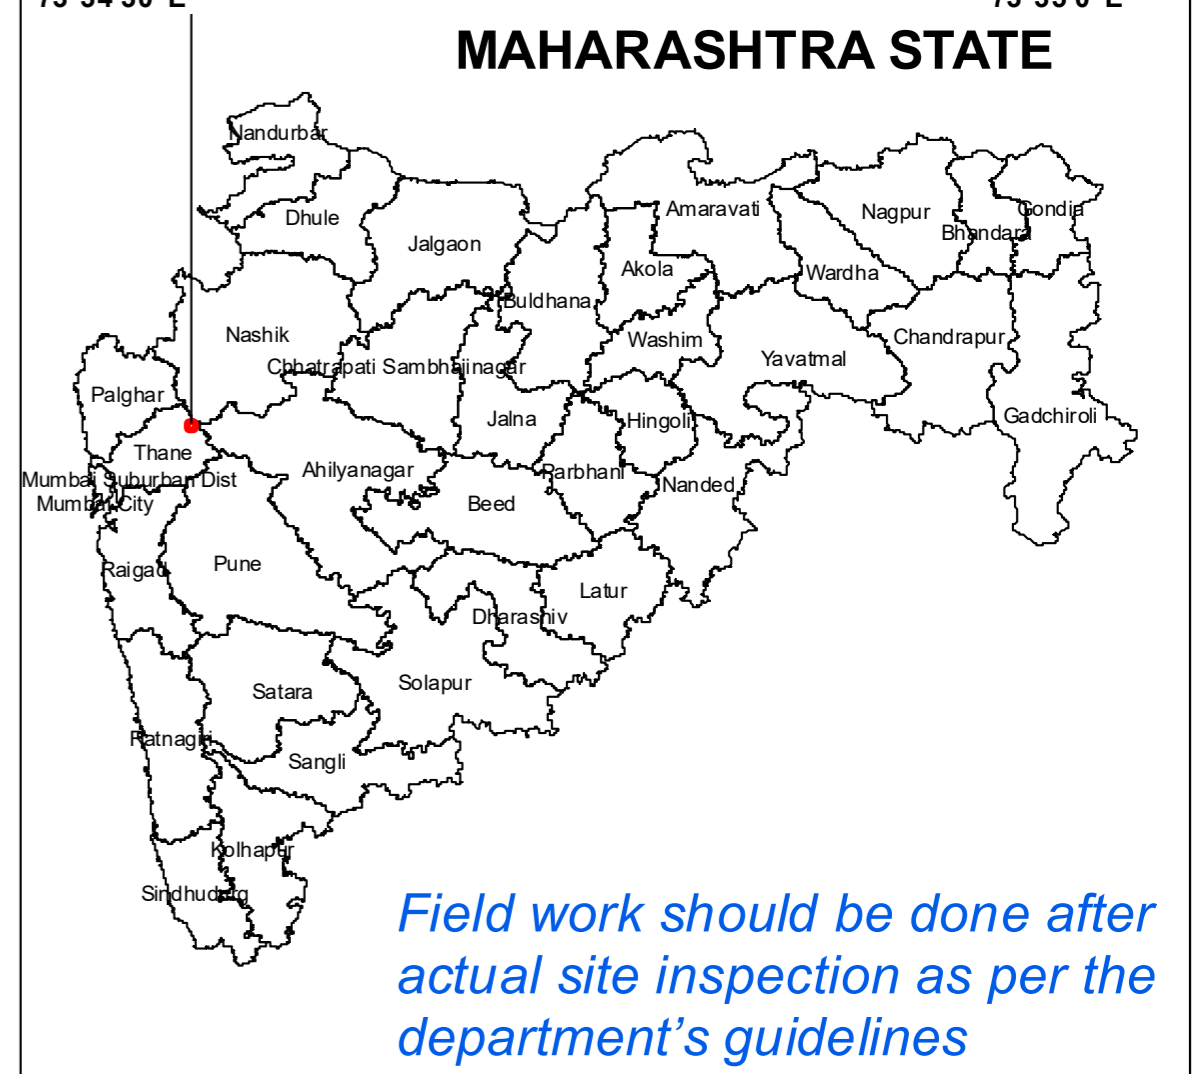 MAHARASHTRA STATE
Nandurbar
Dhule
Jalgaon
Amaravati
Nagpur
Gondia
Bhandara
Akola
Wardha
Buldhana
Nashik
Washim
Chandrapur
Yavatmal
Chhatrapati Sambhajinagar
Palghar
Jalna
Hingoli
Gadchiroli
Thane
Ahilyanagar
Parbhani
Mumbai Suburban Dist
Nanded
Mumbai City
Beed
Raigad
Pune
Latur
Dharashiv
Satara
Solapur
Ratnagiri
Sangli
Kolhapur
Sindhudurg
Field work should be done after
actual site inspection as per the
department’s guidelines